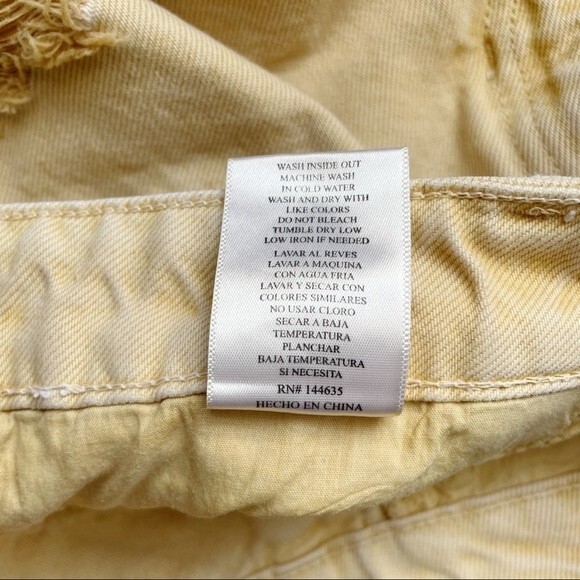 WASH INSIDE OUT
MACHINE WASH
IN COLD WATER
WASH AND DRY WITH
LIKE COLORS
DO NOT BLEACH
TUMBLE DRY LOW
LOW IRON IF NEEDED
LAVAR AL REVES
LAVAR A MAQUINA
CON AGUA FRIA
LAVAR Y SECAR CON
COLORES SIMILARES
NO USAR CLORO
SECAR A BAJA
TEMPERATURA
PLANCHAR
BAJA TEMPERATURA
SI NECESITA
RN# 144635
HECHO EN CHINA